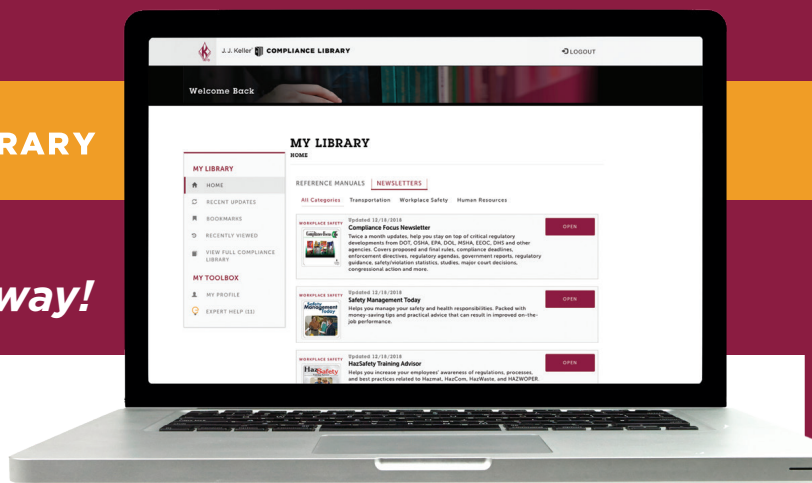 J. J. Keller® COMPLIANCE LIBRARY
LOGOUT
Welcome Back
RARY
way!
MY LIBRARY
HOME
RECENT UPDATES
BOOKMARKS
RECENTLY VIEWED
VIEW FULL COMPLIANCE
LIBRARY
MY TOOLBOX
MY PROFILE
EXPERT HELP (11)
MY LIBRARY
HOME
REFERENCE MANUALS | NEWSLETTERS |
All Categories Transportation Workplace Safety Human Resources
WORKPLACE SAFETY
Updated 12/18/2018
Compliance Focus Newsletter
Twice a month updates, help you stay on top of critical regulatory
developments from DOT, OSHA, EPA, DOL, MSHA, EEOC, DHS and other
agencies. Covers proposed and final rules, compliance deadlines,
enforcement directives, regulatory agendas, government reports, regulatory
guidance, safety/violation statistics, studies, major court decisions,
congressional action and more.
OPEN
WORKPLACE SAFETY
Safety
Management
Today
Updated 12/18/2018
Safety Management Today
Helps you manage your safety and health responsibilities. Packed with
money-saving tips and practical advice that can result in improved on-the-
job performance.
OPEN
WORKPLACE SAFETY
HazSafety
Updated 12/18/2018
HazSafety Training Advisor
Helps you increase your employees' awareness of regulations, processes,
and best practices related to Hazmat, HazCom, HazWaste, and HAZWOPER.
OPEN